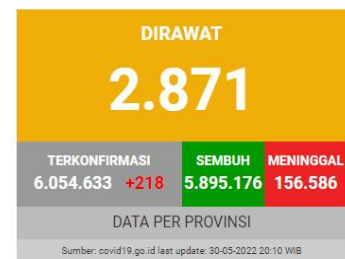 DIRAWAT
2.871
TERKONFIRMASI
6.054.633 +218
SEMBUH
5.895.176
MENINGGAL
156.586
DATA PER PROVINSI
Sumber: covid19.go.id last update: 30-05-2022 20:10 WIB